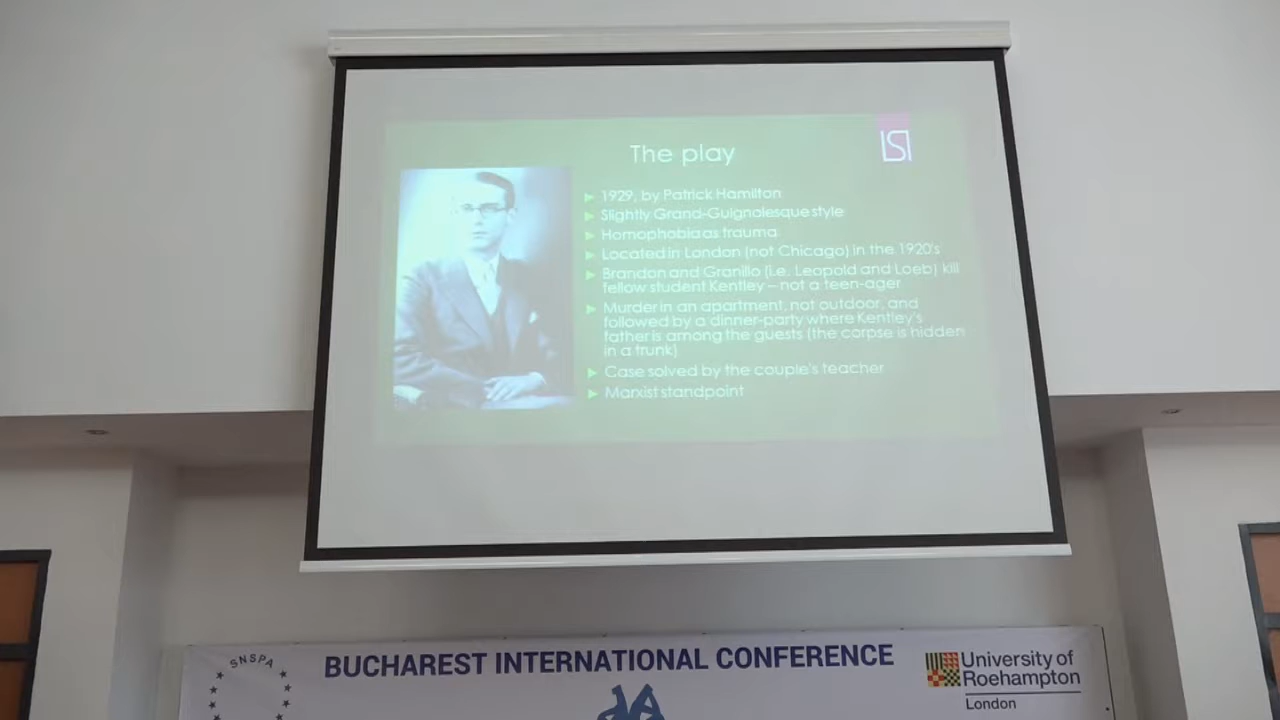 The play
LSI
1929, by Patrick Hamilton
Slightly Grand-Guignolesque style
Homophobia as trauma
Located in London (not Chicago) in the 1920's
Brandon and Granillo (i.e. Leopold and Loeb) kill
fellow student Kentley – not a teen-ager
Murder in an apartment, not outdoor, and
followed by a dinner-party where Kentley's
father is among the guests (the corpse is hidden
in a trunk)
Case solved by the couple's teacher
Marxist standpoint
SNSPA
BUCHAREST INTERNATIONAL CONFERENCE
University of
Roehampton
London